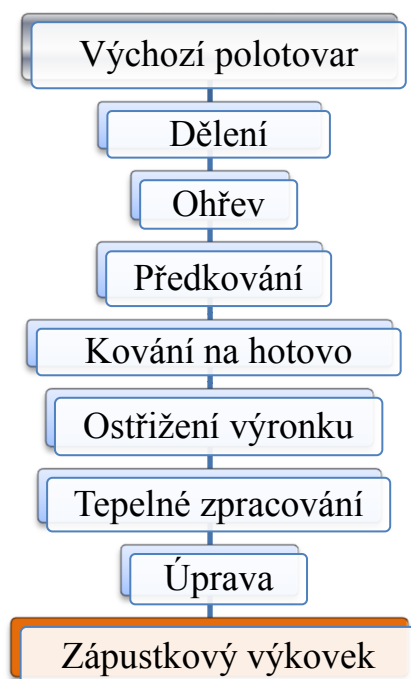 Výchozí polotovar
Dělení
Ohřev
Předkování
Kování na hotovo
Ostřižení výronku
Tepelné zpracování
Úprava
Zápustkový výkovek